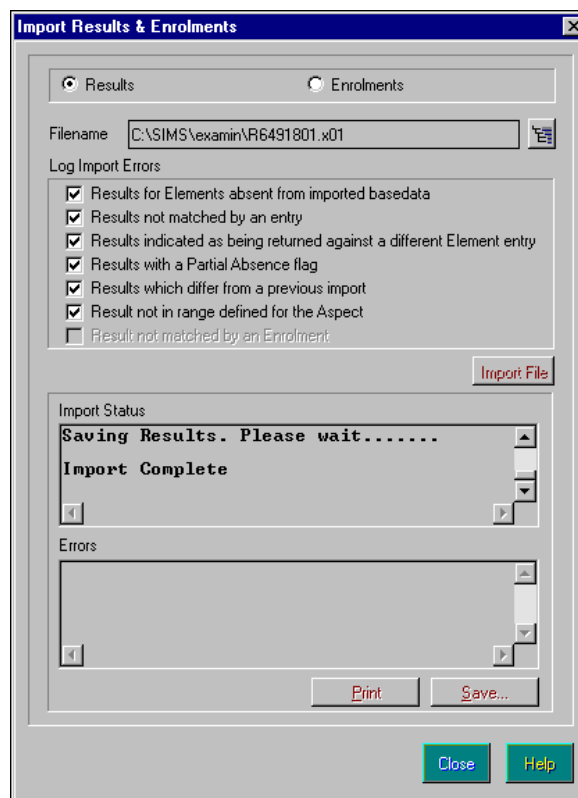 Import Results & Enrolments
Results Enrolments
Filename C:\SIMS\examin\R6491801.x01
Log Import Errors
Results for Elements absent from imported basedata
Results not matched by an entry
Results indicated as being returned against a different Element entry
Results with a Partial Absence flag
Results which differ from a previous import
Result not in range defined for the Aspect
Result not matched by an Enrolment
Import File
Import Status
Saving Results. Please wait.......
Import Complete
Errors
Print Save...
Close Help